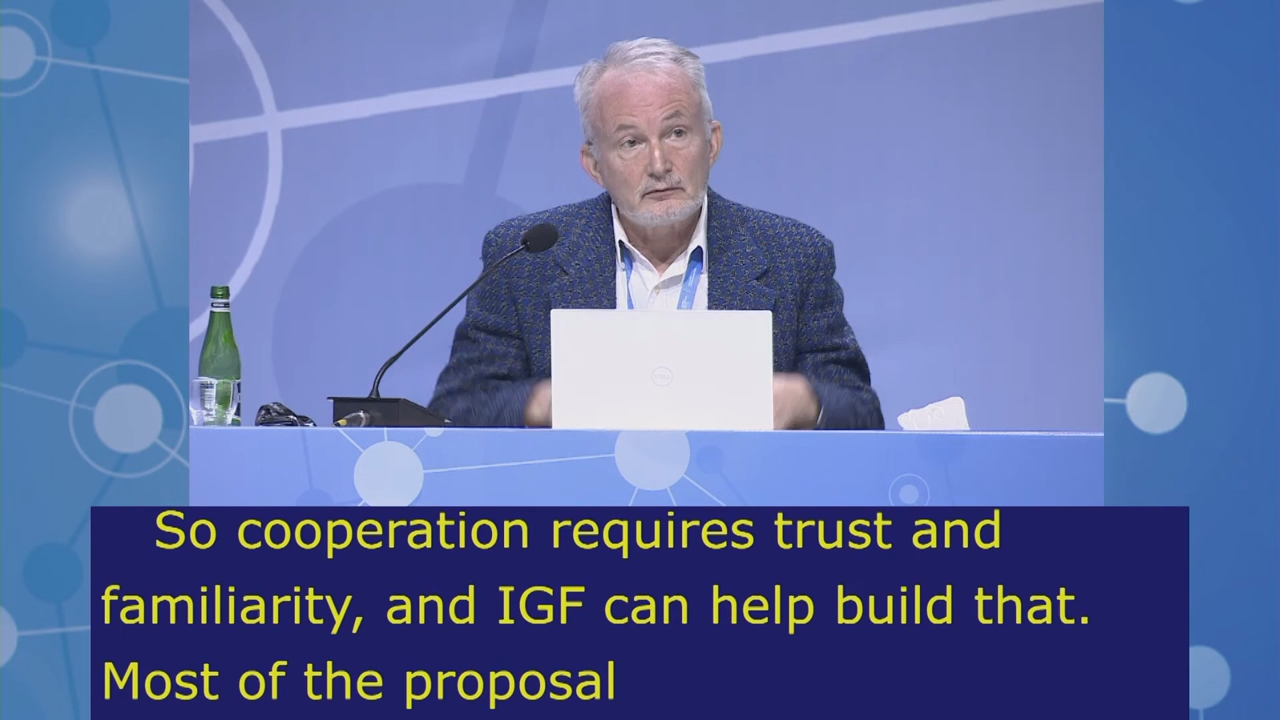 So cooperation requires trust and
familiarity, and IGF can help build that.
Most of the proposal